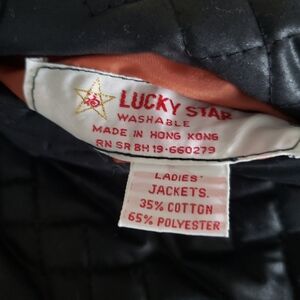 LUCKY STAR
WASHABLE
MADE IN HONG KONG
RN SR BH 19-660279
LADIES'
JACKETS.
35% COTTON
65% POLYESTER